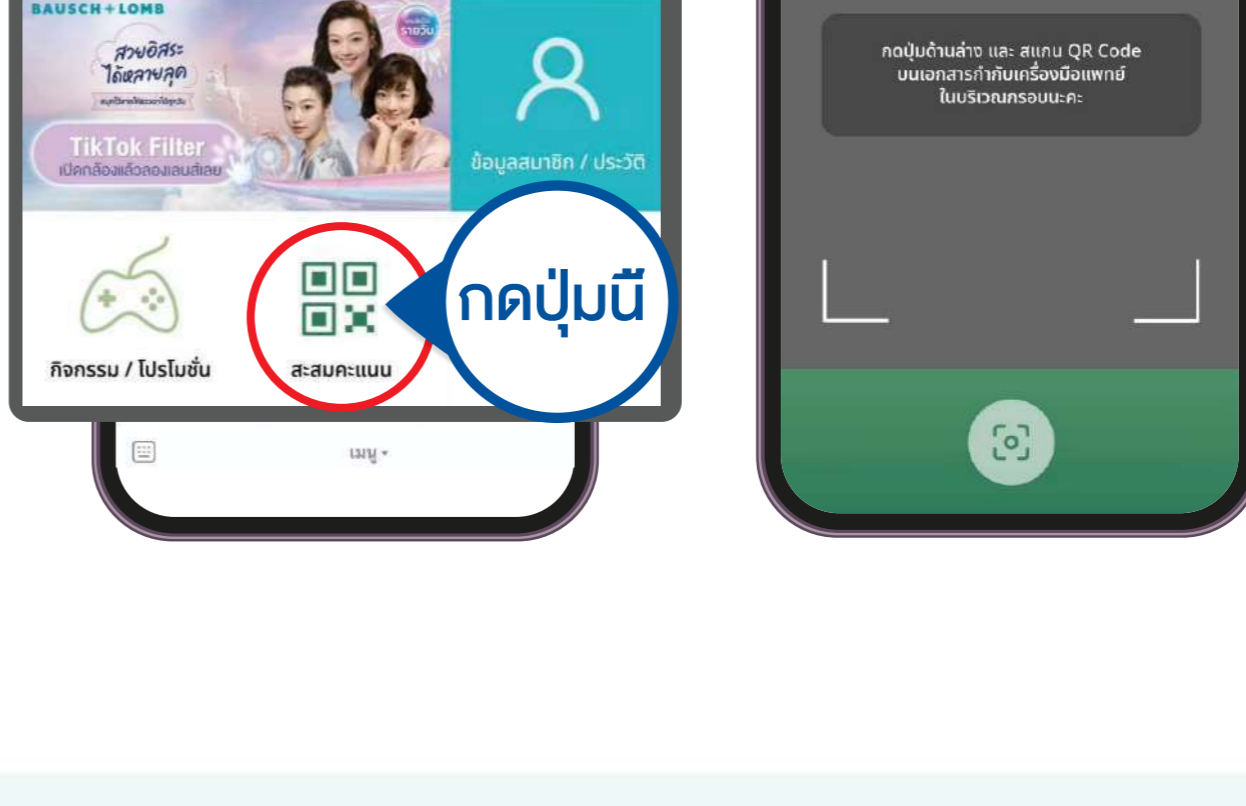 BAUSCH + LOMB
สวยอิสระ
ได้หลายลุค
รายวัน
TikTok Filter
เปิดกล้องแล้วลองเลนส์เลย
ข้อมูลสมาชิก / ประวัติ
กิจกรรม / โปรโมชั่น
สะสมคะแนน
กดปุ่มนี้
เมนู
กดปุ่มด้านล่าง และ สแกน QR Code
บนเอกสารกำกับเครื่องมือแพทย์
ในบริเวณกรอบนะคะ